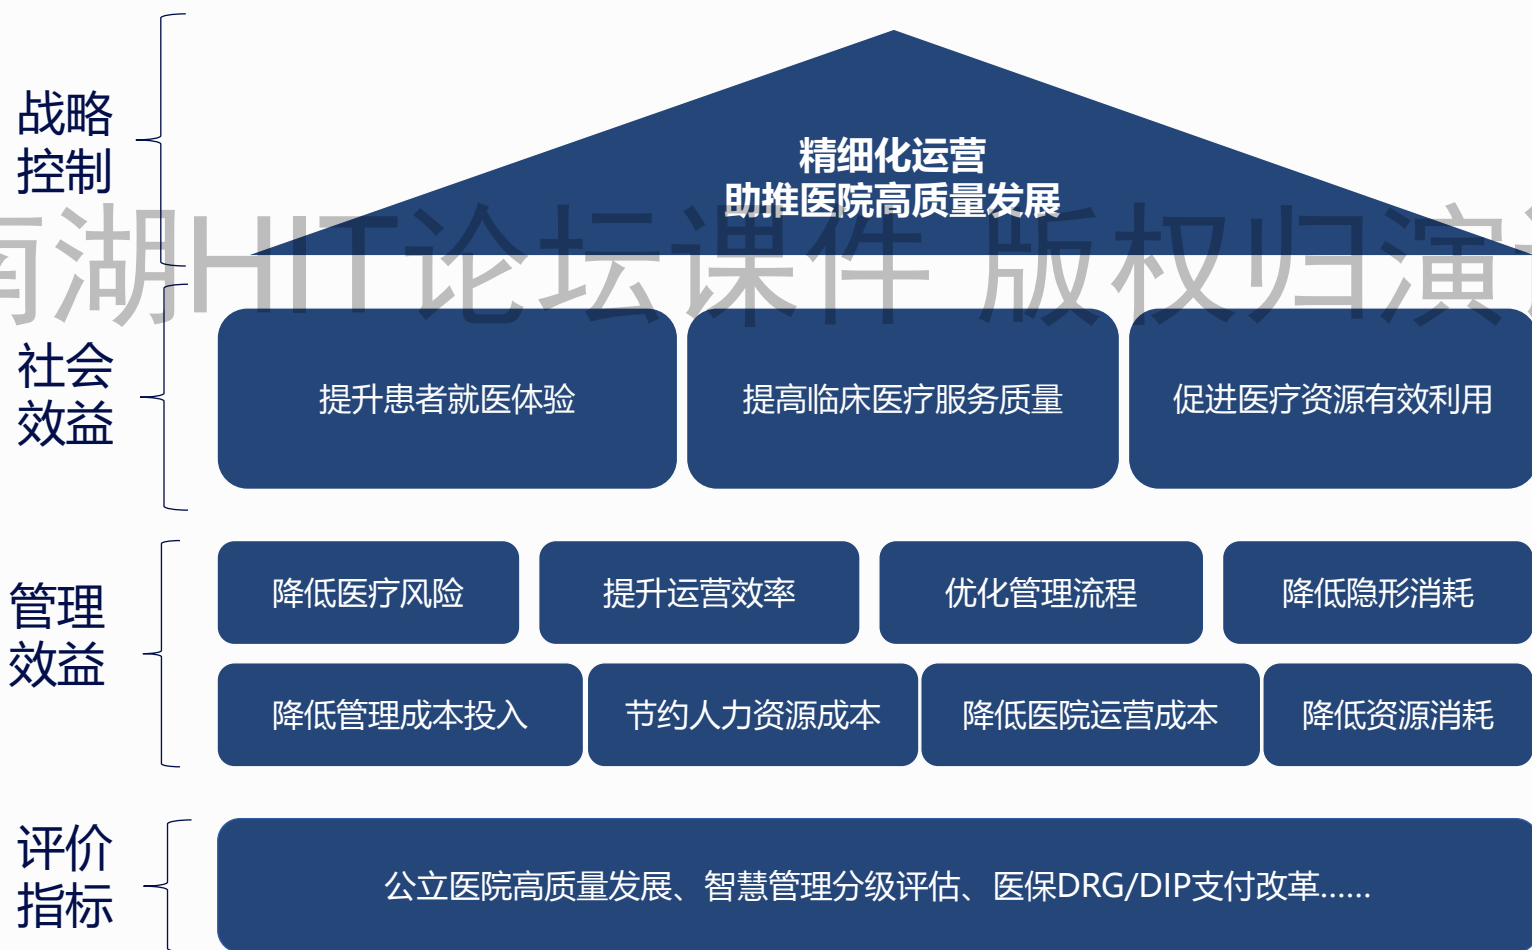 战略
控制
精细化运营
助推医院高质量发展
南湖HIT论坛课件 版权归演
社会
效益
提升患者就医体验
提高临床医疗服务质量
促进医疗资源有效利用
管理
效益
降低医疗风险
提升运营效率
优化管理流程
降低隐形消耗
降低管理成本投入
节约人力资源成本
降低医院运营成本
降低资源消耗
评价
指标
公立医院高质量发展、智慧管理分级评估、医保DRG/DIP支付改革......